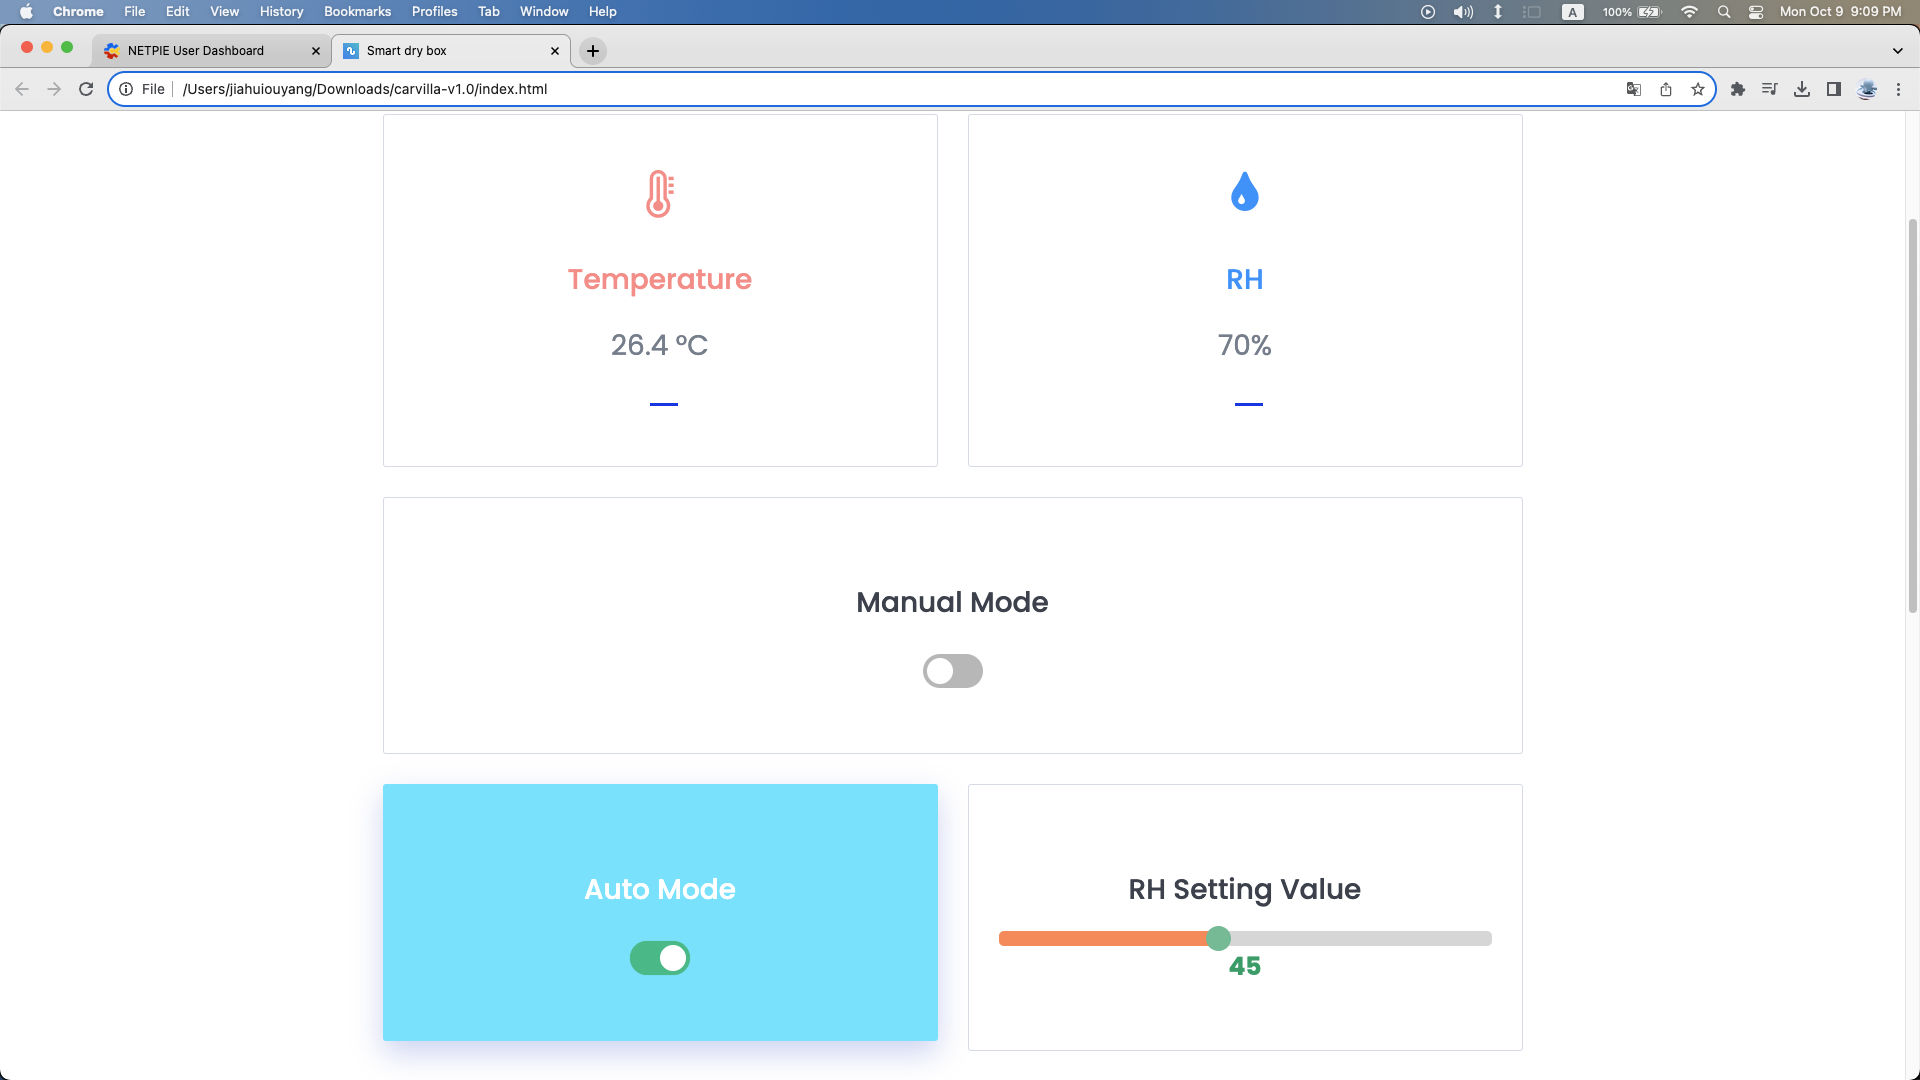 Chrome File Edit View History Bookmarks Profiles Tab Window Help A 100% Mon Oct 9 9:09 PM
NETPIE User Dashboard Smart dry box
File /Users/jiahuiouyang/Downloads/carvilla-v1.0/index.html
Temperature RH
26.4 °C 70%
Manual Mode
Auto Mode RH Setting Value
45